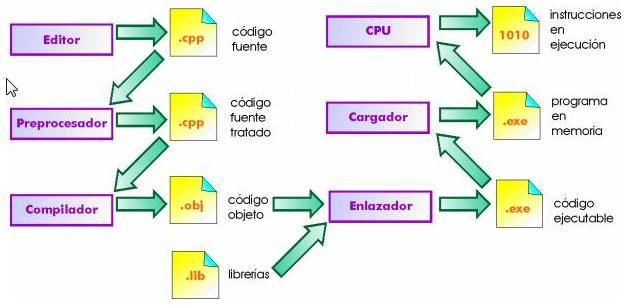 Editor
.cpp
código
fuente
Preprocesador
.cpp
código
fuente
tratado
Compilador
.obj
código
objeto
.lib
librerías
Enlazador
.exe
código
ejecutable
Cargador
.exe
programa
en
memoria
CPU
1010
instrucciones
en
ejecución